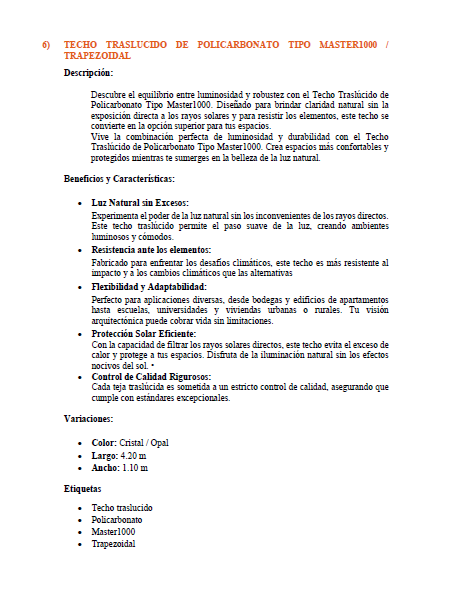 6) TECHO TRASLUCIDO DE POLICARBONATO TIPO MASTER1000 /
TRAPEZOIDAL
Descripción:
Descubre el equilibrio entre luminosidad y robustez con el Techo Traslúcido de
Policarbonato Tipo Master1000. Diseñado para brindar claridad natural sin la
exposición directa a los rayos solares y para resistir los elementos, este techo se
convierte en la opción superior para tus espacios.
Vive la combinación perfecta de luminosidad y durabilidad con el Techo
Traslúcido de Policarbonato Tipo Master1000. Crea espacios más confortables y
protegidos mientras te sumerges en la belleza de la luz natural.
Beneficios y Características:
• Luz Natural sin Excesos:
Experimenta el poder de la luz natural sin los inconvenientes de los rayos directos.
Este techo traslúcido permite el paso suave de la luz, creando ambientes
luminosos y cómodos.
• Resistencia ante los elementos:
Fabricado para enfrentar los desafíos climáticos, este techo es más resistente al
impacto y a los cambios climáticos que las alternativas
• Flexibilidad y Adaptabilidad:
Perfecto para aplicaciones diversas, desde bodegas y edificios de apartamentos
hasta escuelas, universidades y viviendas urbanas o rurales. Tu visión
arquitectónica puede cobrar vida sin limitaciones.
• Protección Solar Eficiente:
Con la capacidad de filtrar los rayos solares directos, este techo evita el exceso de
calor y protege a tus espacios. Disfruta de la iluminación natural sin los efectos
nocivos del sol. •
• Control de Calidad Rigurosos:
Cada teja traslúcida es sometida a un estricto control de calidad, asegurando que
cumple con estándares excepcionales.
Variaciones:
• Color: Cristal / Opal
• Largo: 4.20 m
• Ancho: 1.10 m
Etiquetas
• Techo traslucido
• Policarbonato
• Master1000
• Trapezoidal